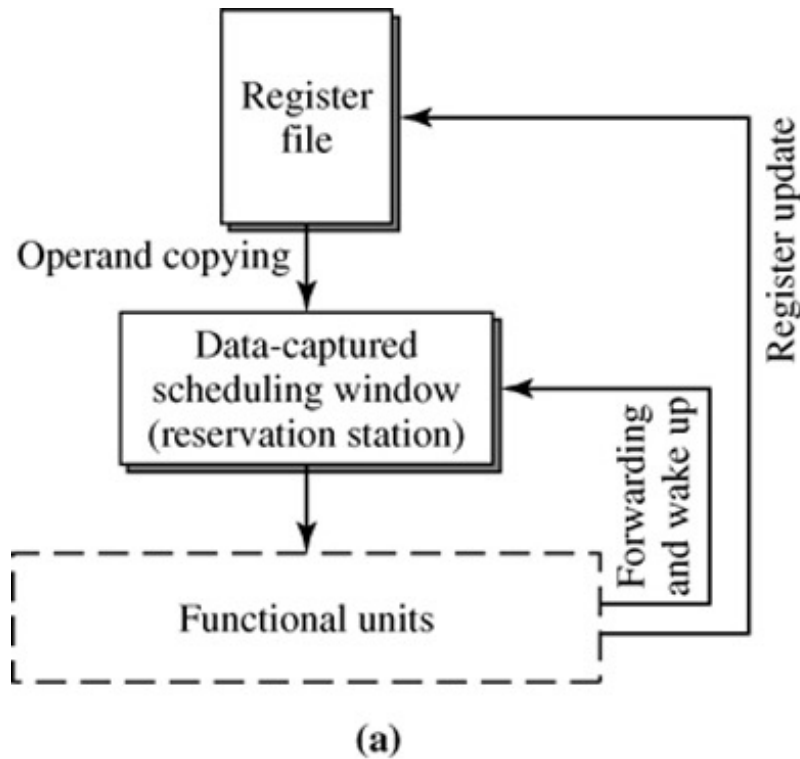 Register
file
Operand copying
Register update
Data-captured
scheduling window
(reservation station)
Forwarding
and wake up
Functional units
(a)